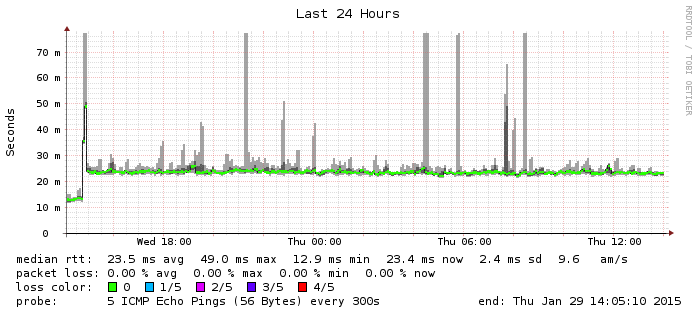 Last 24 Hours
RRDTOOL / TOBI OETIKER
Seconds
70 m
60 m
50 m
40 m
30 m
20 m
10 m
0
Wed 18:00 Thu 00:00 Thu 06:00 Thu 12:00
median rtt: 23.5 ms avg 49.0 ms max 12.9 ms min 23.4 ms now 2.4 ms sd 9.6 am/s
packet loss: 0.00 % avg 0.00 % max 0.00 % min 0.00 % now
loss color: 0 1/5 2/5 3/5 4/5
probe: 5 ICMP Echo Pings (56 Bytes) every 300s end: Thu Jan 29 14:05:10 2015